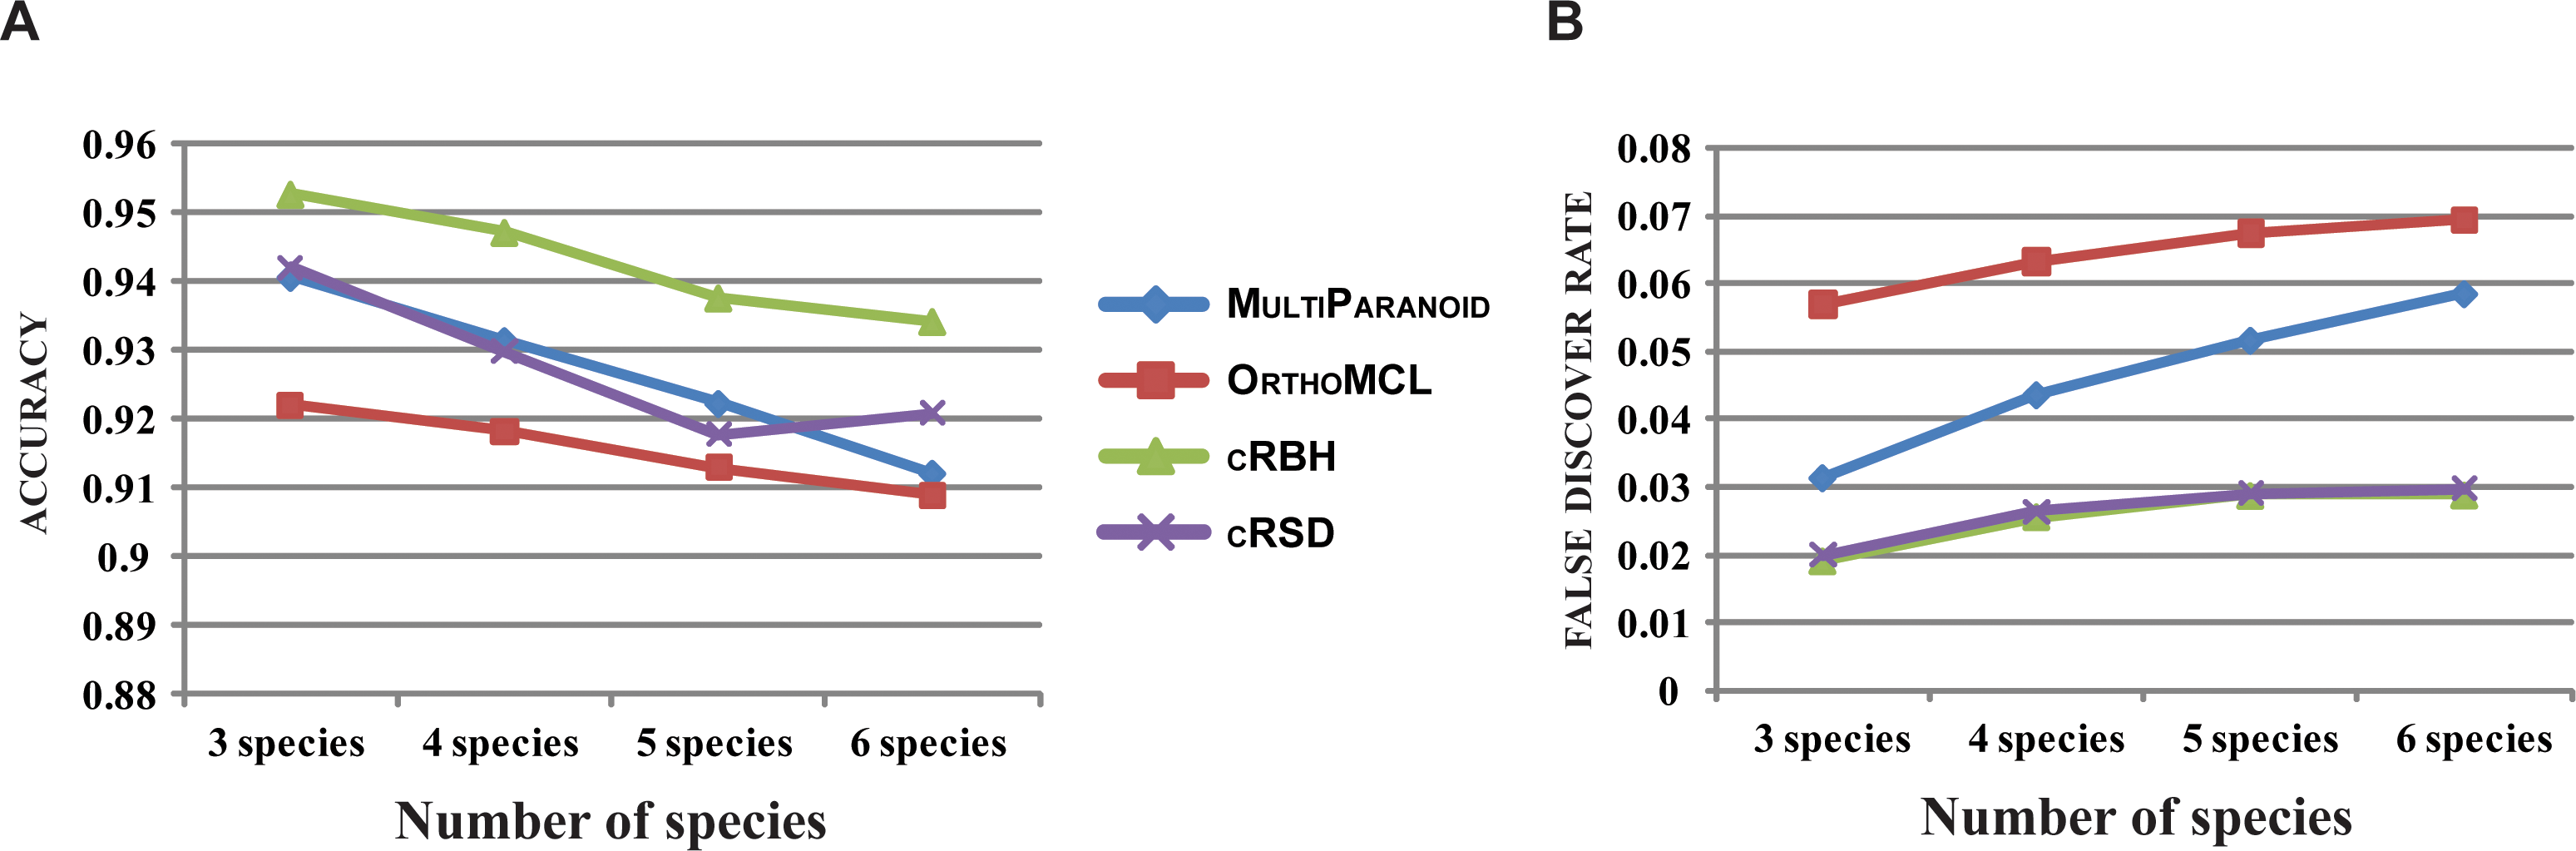 A
ACCURACY
0.96
0.95
0.94
0.93
0.92
0.91
0.9
0.89
0.88
3 species 4 species 5 species 6 species
Number of species
MULTIPARANOID
ORTHOMCL
CRBH
CRSD
B
FALSE DISCOVER RATE
0.08
0.07
0.06
0.05
0.04
0.03
0.02
0.01
0
3 species 4 species 5 species 6 species
Number of species